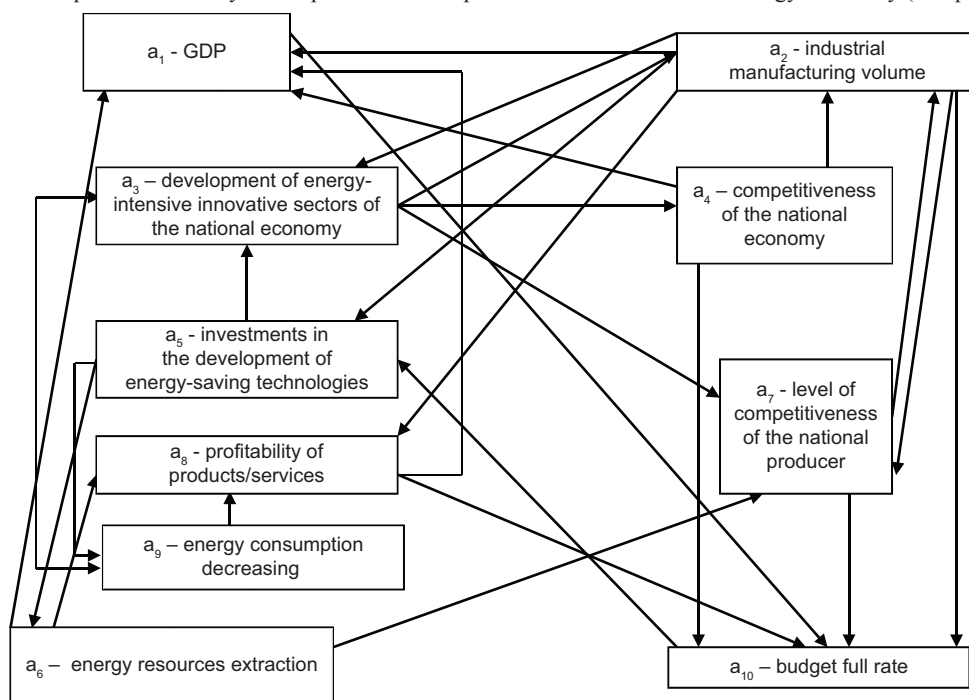 a1 - GDP
a2 - industrial
manufacturing volume
a3 – development of energy-
intensive innovative sectors of
the national economy
a4 – competitiveness
of the national
economy
a5 - investments in
the development of
energy-saving technologies
a7 - level of
competitiveness
of the national
producer
a8 - profitability of
products/services
a9 – energy consumption
decreasing
a6 – energy resources extraction
a10 – budget full rate